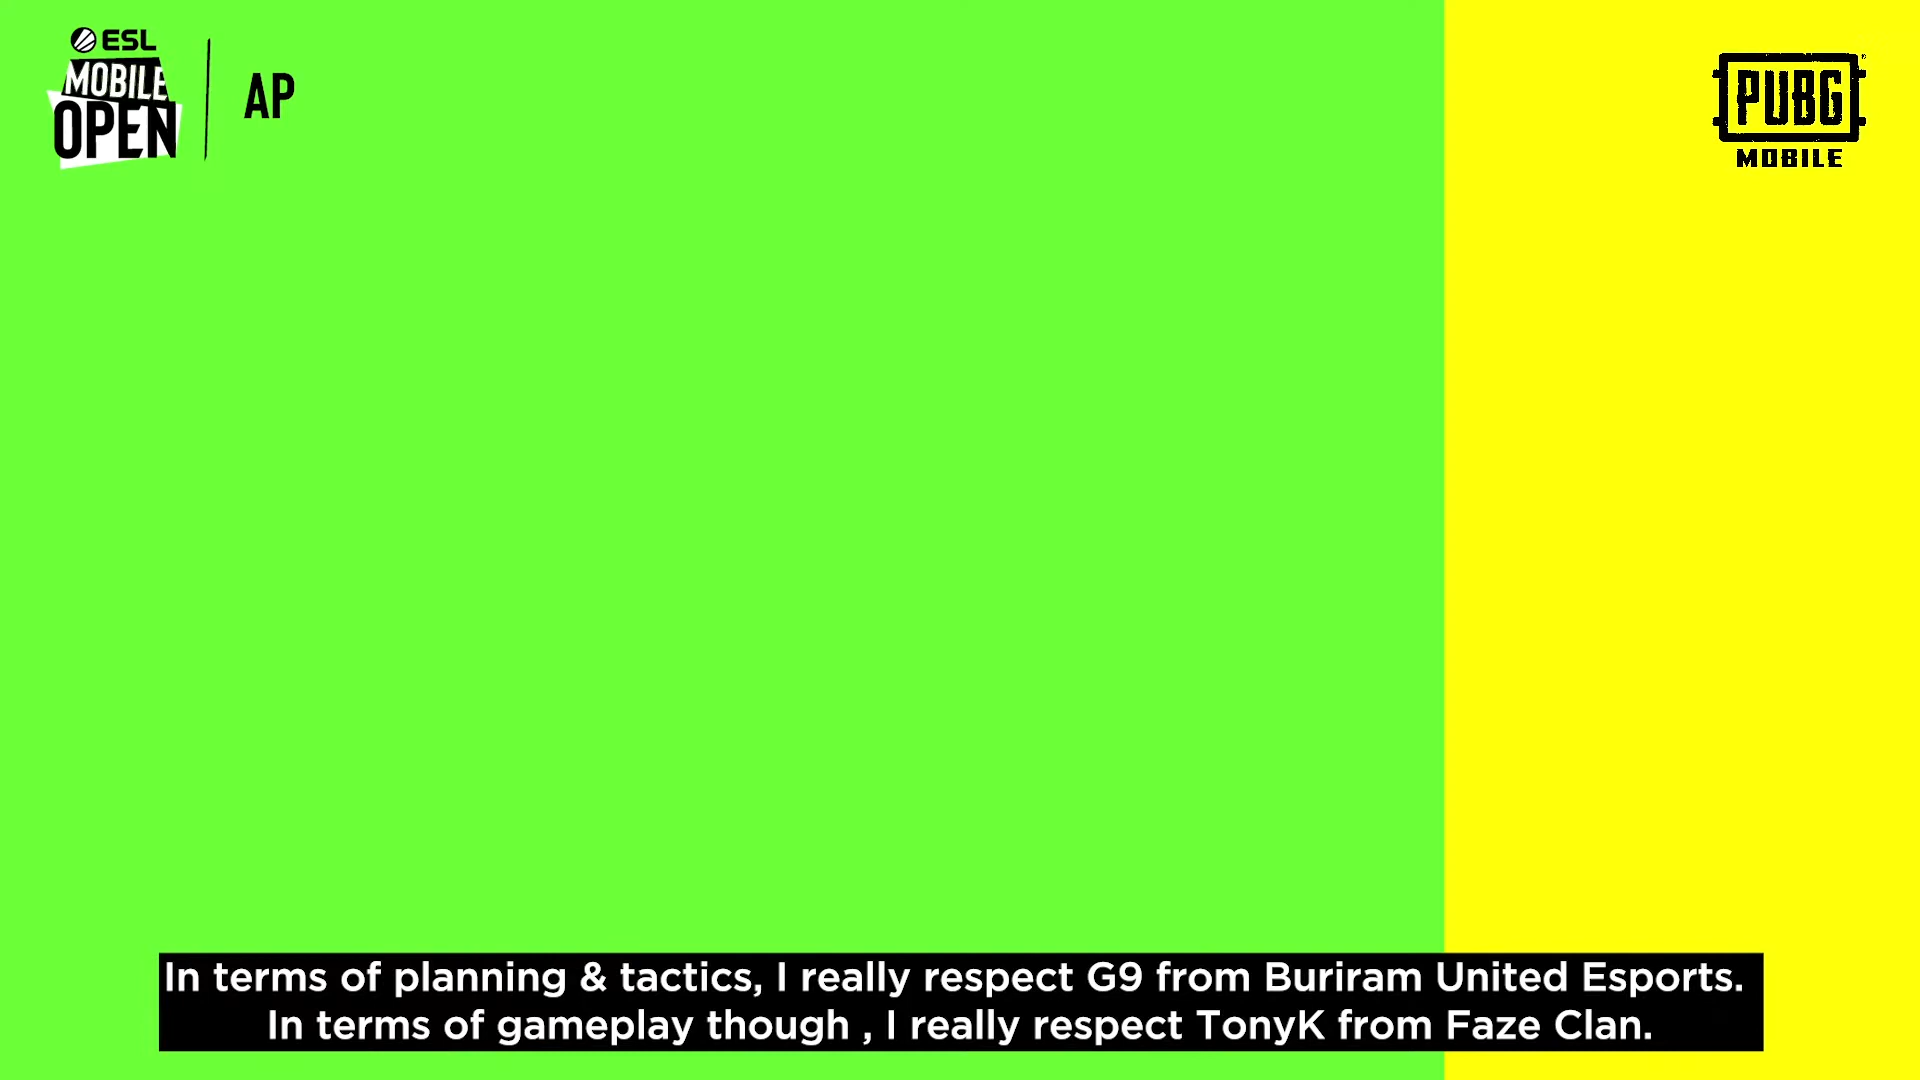 ESL
MOBILE
OPEN
AP
PUBG
MOBILE
In terms of planning & tactics, I really respect G9 from Buriram United Esports.
In terms of gameplay though , I really respect TonyK from Faze Clan.